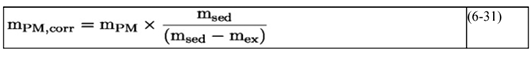 m_PM,corr = m_PM × m_sed / (m_sed − m_ex) (6-31)